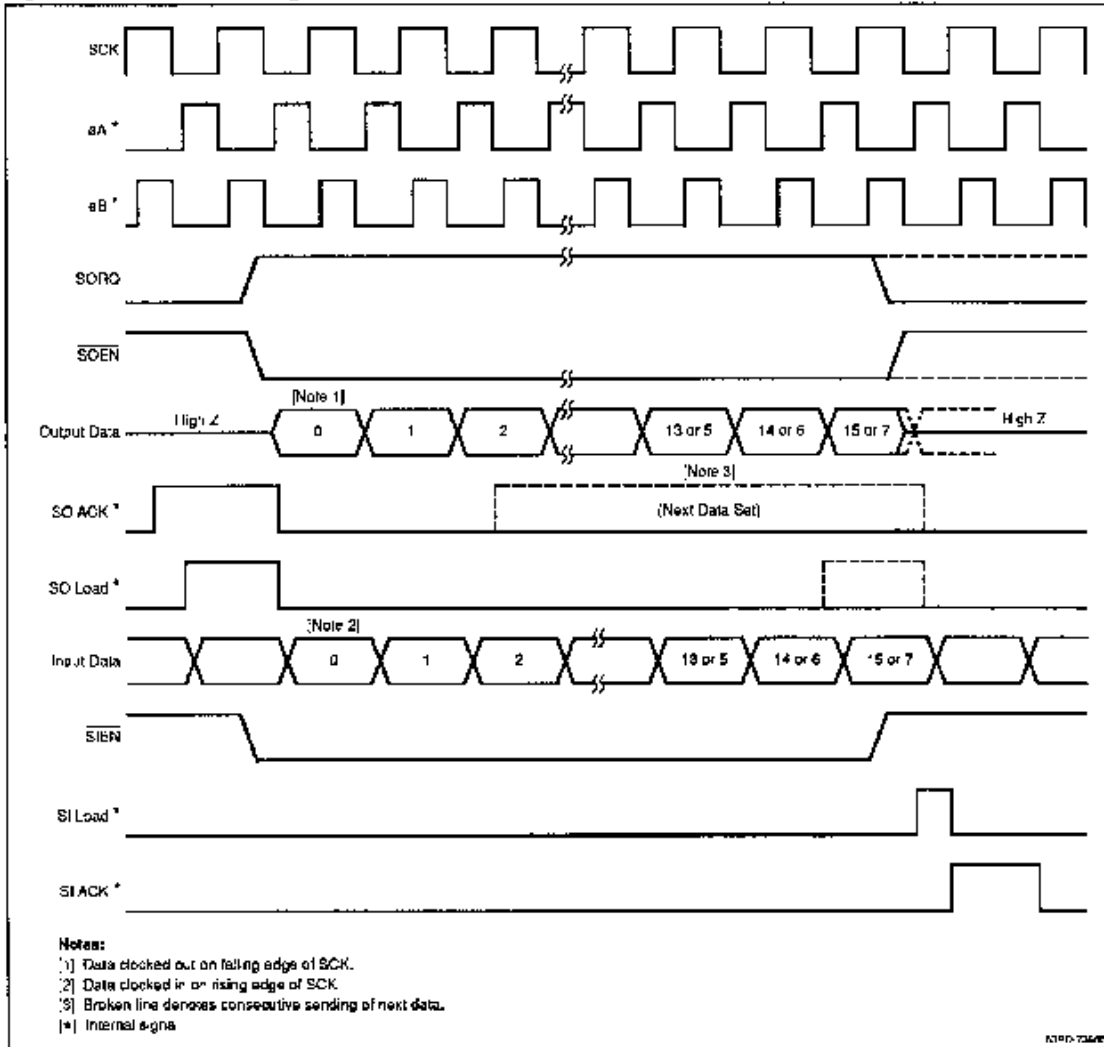 SCK
øA *
øB *
SORQ
SOEN
[Note 1]
Output Data High Z 0 1 2 13 or 5 14 or 6 15 or 7 High Z
[Note 3]
SO ACK * (Next Data Set)
SO Load *
[Note 2]
Input Data 0 1 2 13 or 5 14 or 6 15 or 7
SIEN
SI Load *
SI ACK *
Notes:
[1] Data clocked out on falling edge of SCK.
[2] Data clocked in on rising edge of SCK
[3] Broken line denotes consecutive sending of next data.
[*] Internal signal